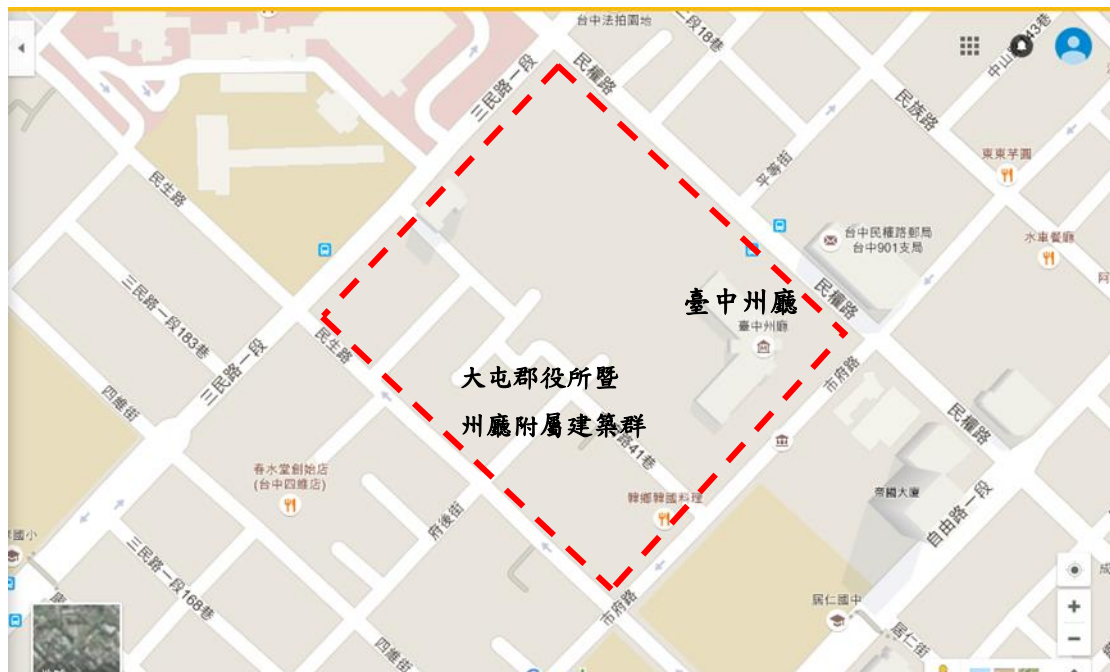 台中法拍園地
二段18巷
中山路43巷
三民路一段
民權路
民族路
東東芋圓
平等街
民生路
台中民權路郵局
台中901支局
水車餐廳
阿
三民路一段183巷
臺中州廳
臺中州廳
民權路
民生路
市府路
三民路一段
大屯郡役所暨
州廳附屬建築群
四維街
路41巷
民權路
春水堂創始店
(台中四維店)
韓鄉韓國料理
帝國大廈
自由路一段
府後街
國小
三民路一段168巷
成
居仁國中
市府路
居仁街
四維街